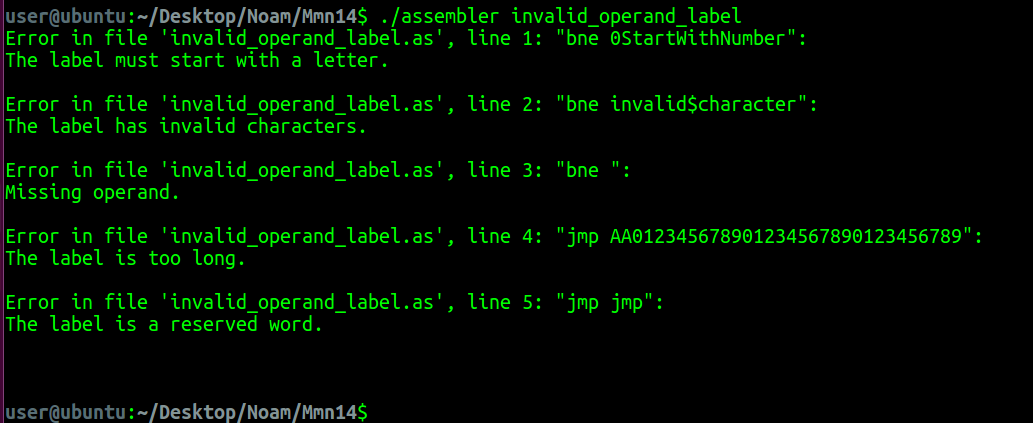 user@ubuntu:~/Desktop/Noam/Mmn14$ ./assembler invalid_operand_label
Error in file 'invalid_operand_label.as', line 1: "bne 0StartWithNumber":
The label must start with a letter.
Error in file 'invalid_operand_label.as', line 2: "bne invalid$character":
The label has invalid characters.
Error in file 'invalid_operand_label.as', line 3: "bne ":
Missing operand.
Error in file 'invalid_operand_label.as', line 4: "jmp AA012345678901234567890123456789":
The label is too long.
Error in file 'invalid_operand_label.as', line 5: "jmp jmp":
The label is a reserved word.
user@ubuntu:~/Desktop/Noam/Mmn14$